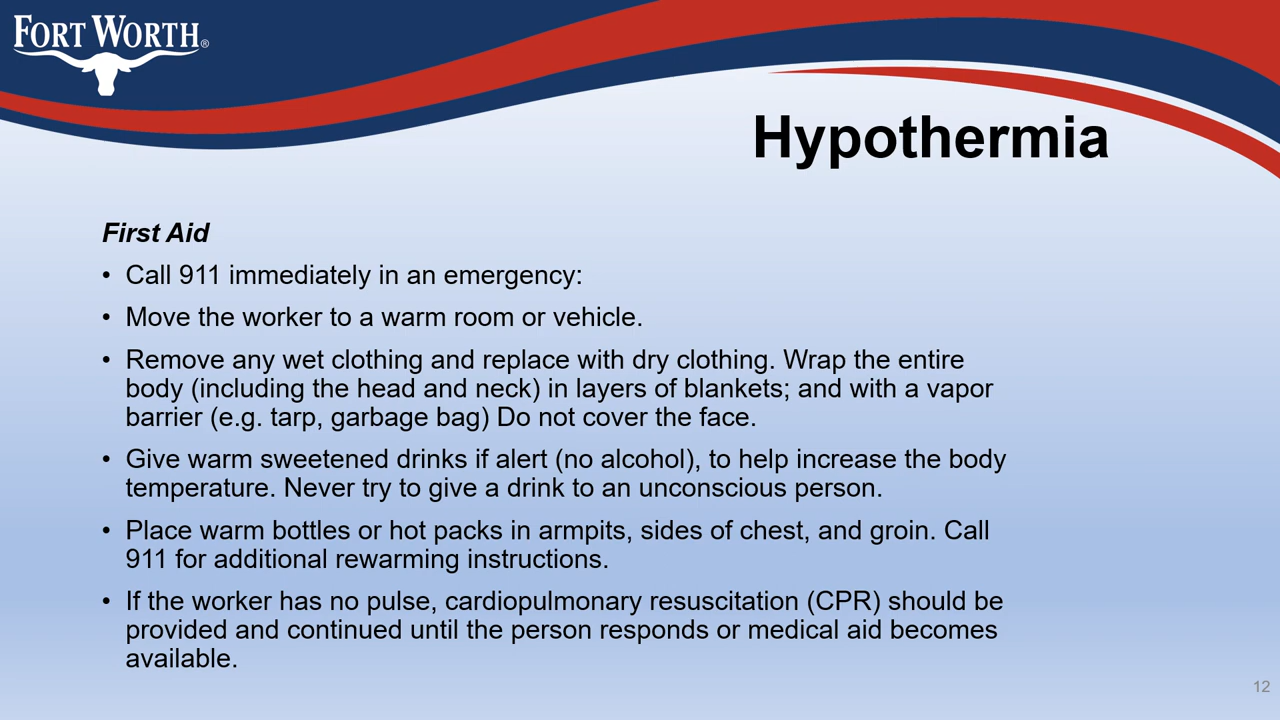 FORT WORTH®
Hypothermia
First Aid
• Call 911 immediately in an emergency:
• Move the worker to a warm room or vehicle.
• Remove any wet clothing and replace with dry clothing. Wrap the entire
body (including the head and neck) in layers of blankets; and with a vapor
barrier (e.g. tarp, garbage bag) Do not cover the face.
• Give warm sweetened drinks if alert (no alcohol), to help increase the body
temperature. Never try to give a drink to an unconscious person.
• Place warm bottles or hot packs in armpits, sides of chest, and groin. Call
911 for additional rewarming instructions.
• If the worker has no pulse, cardiopulmonary resuscitation (CPR) should be
provided and continued until the person responds or medical aid becomes
available.
12